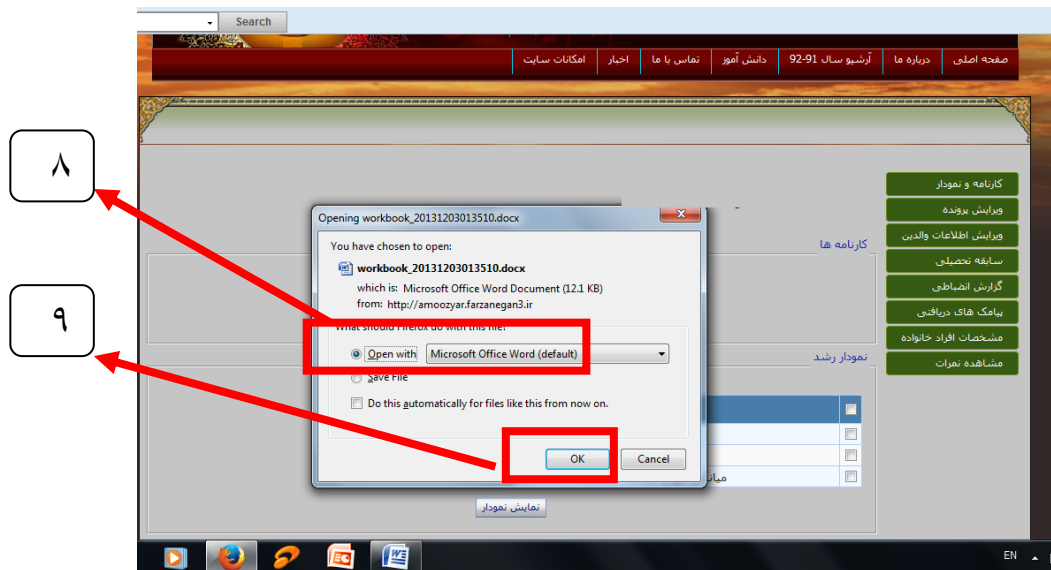 Search
صفحه اصلی درباره ما آرشیو سال 91-92 دانش آموز تماس با ما اخبار امکانات سایت
۸
۹
کارنامه و نمودار
ویرایش پرونده
ویرایش اطلاعات والدین
سابقه تحصیلی
گزارش انضباطی
پیامک های دریافتی
مشخصات افراد خانواده
مشاهده نمرات
کارنامه ها
Opening workbook_20131203013510.docx
You have chosen to open:
workbook_20131203013510.docx
which is: Microsoft Office Word Document (12.1 KB)
from: http://amoozyar.farzanegan3.ir
What should Firefox do with this file?
Open with Microsoft Office Word (default)
Save File
Do this automatically for files like this from now on.
OK Cancel
نمودار رشد
نمایش نمودار
EN